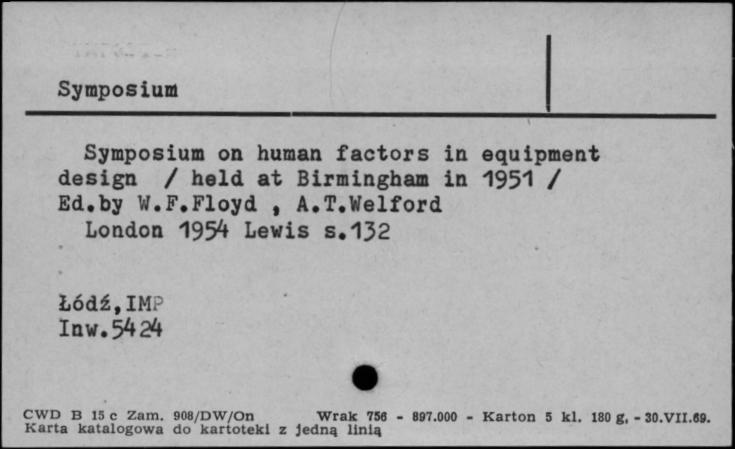 Symposium
Symposium on human factors in equipment
design / held at Birmingham in 1951 /
Ed.by W.F.Floyd , A.T.Welford
London 1954 Lewis s.132
Łódź,IMP
Inw.5424
CWD B 15 c Zam. 908/DW/On Wrak 756 - 897.000 - Karton 5 kl. 180 g. - 30.VII.69.
Karta katalogowa do kartoteki z jedną linią